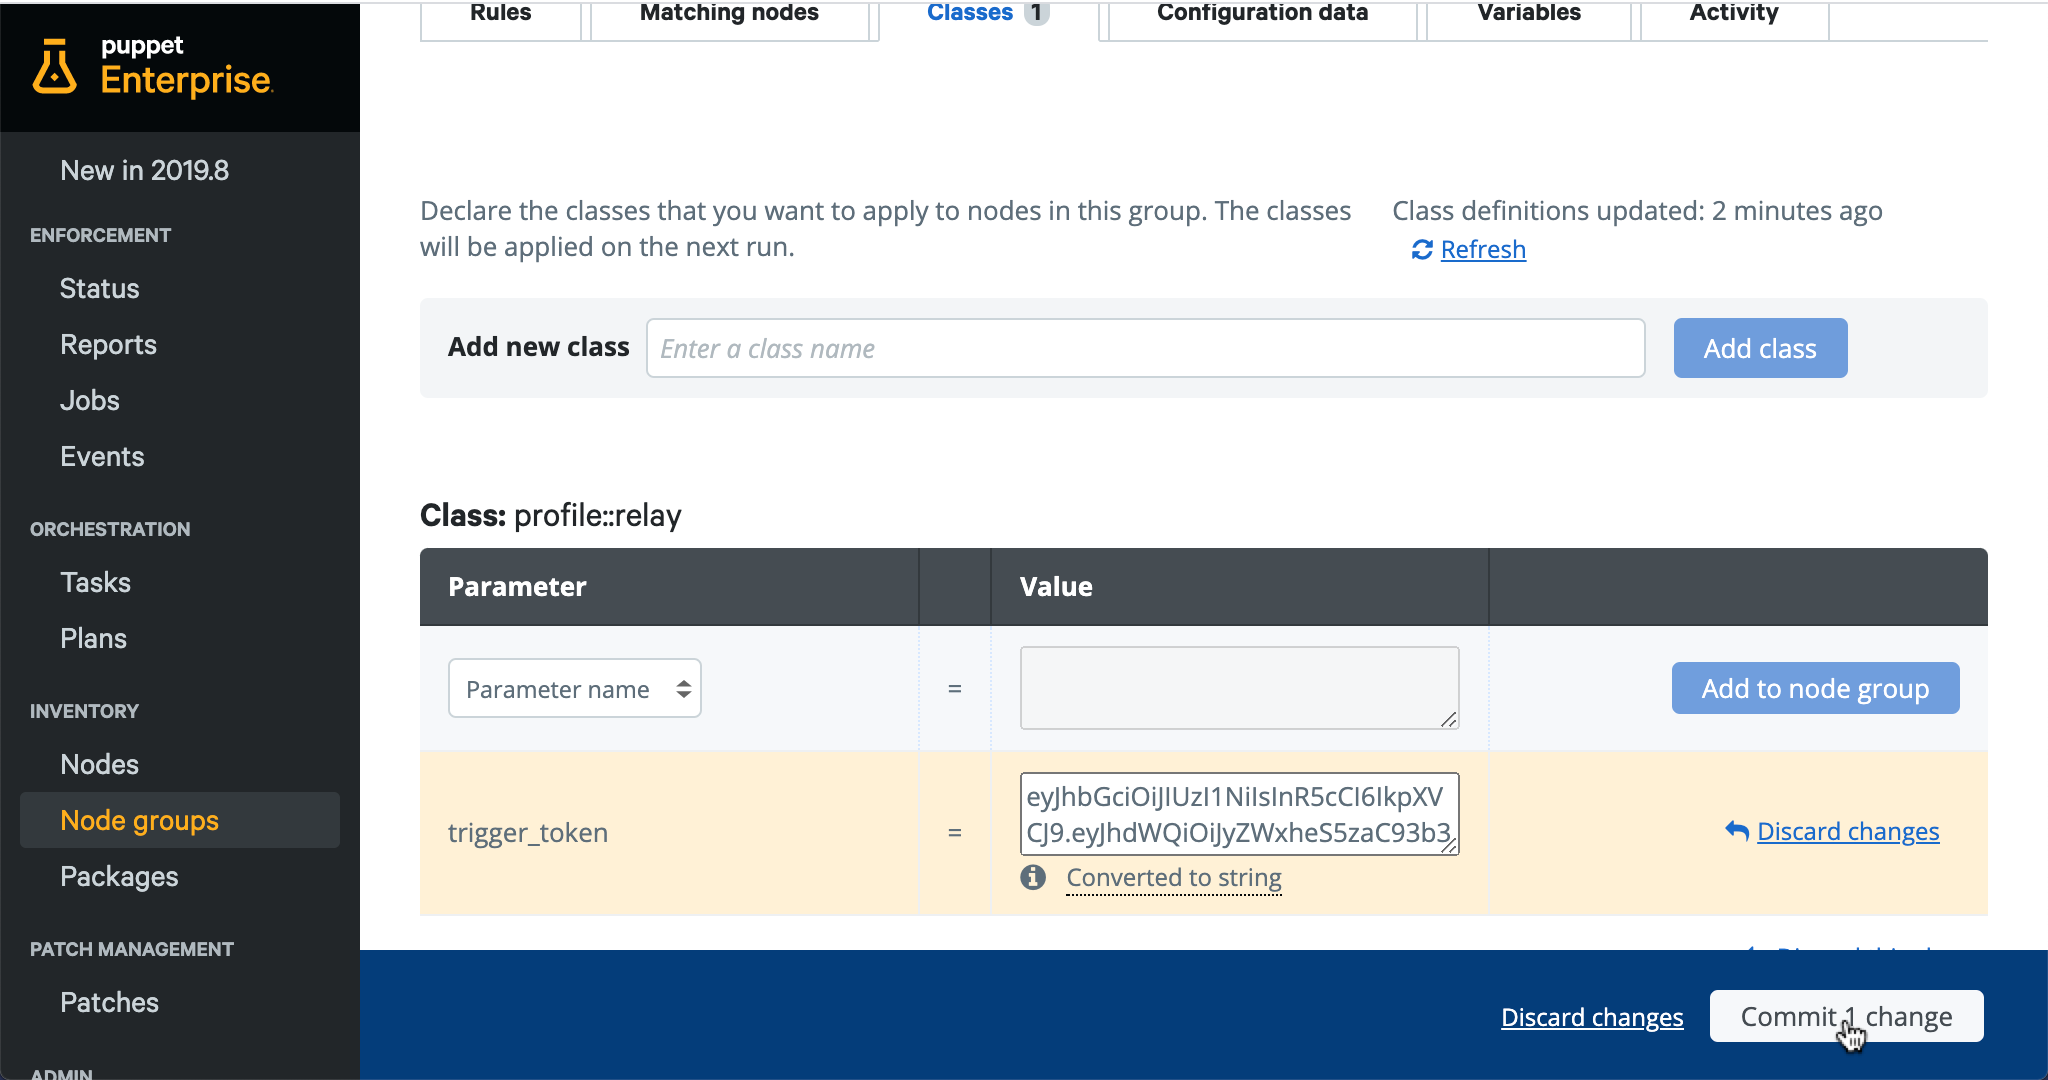 puppet
Enterprise
New in 2019.8
ENFORCEMENT
Status
Reports
Jobs
Events
ORCHESTRATION
Tasks
Plans
INVENTORY
Nodes
Node groups
Packages
PATCH MANAGEMENT
Patches
ADMIN
Rules
Matching nodes
Classes 1
Configuration data
Variables
Activity
Declare the classes that you want to apply to nodes in this group. The classes
will be applied on the next run.
Class definitions updated: 2 minutes ago
Refresh
Add new class
Enter a class name
Add class
Class: profile::relay
Parameter
Value
Parameter name
=
Add to node group
trigger_token
=
eyJhbGciOiJIUzI1NiIsInR5cCI6IkpXV
CJ9.eyJhdWQiOiJyZWxheS5zaC93b3
Converted to string
Discard changes
Discard changes
Commit 1 change